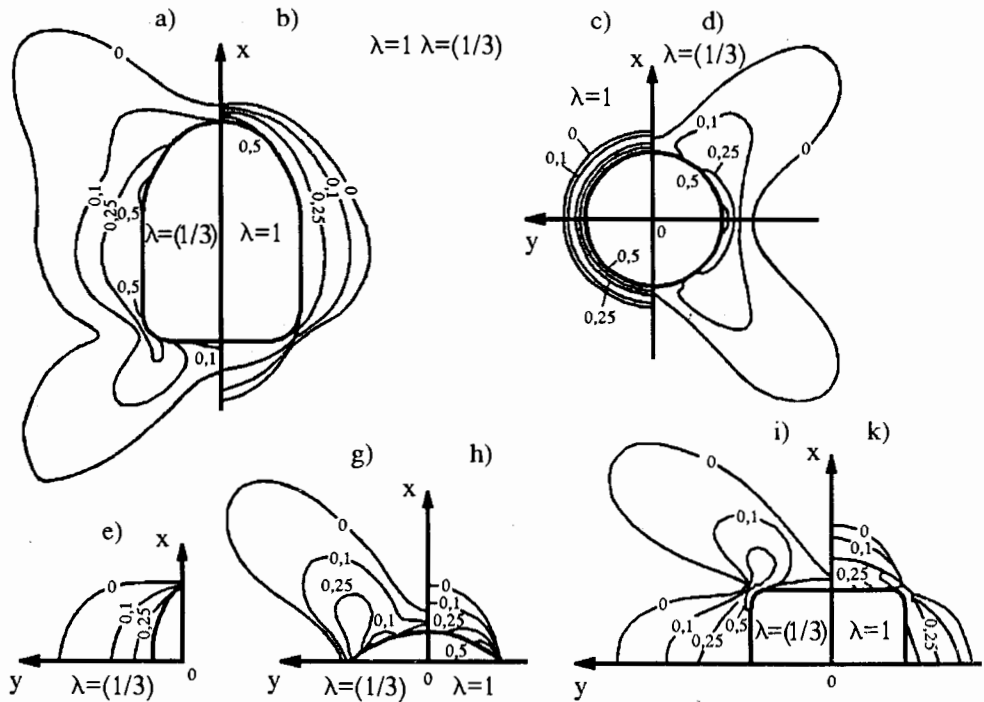 a) b) c) d)
x λ=1 λ=(1/3) x λ=(1/3)
λ=1
0 0,5 0,1 0 0,25
0,1 0,25 0,5 λ=(1/3) λ=1
0,5 0,1
0 0,1 0,5 0,25 0,1 0,25 0
0,5 0
y
0,5 0,25
e) x
0 0,1 0,25
y 0
λ=(1/3)
g) h)
x
0 0,1 0,25 0,1 0 0,1 0,25 0,5
y 0
λ=(1/3) λ=1
i) k)
x
0 0,1 0 0,1 0,25
0 0,1 0,25 0,5 λ=(1/3) λ=1 0,25 0
y 0